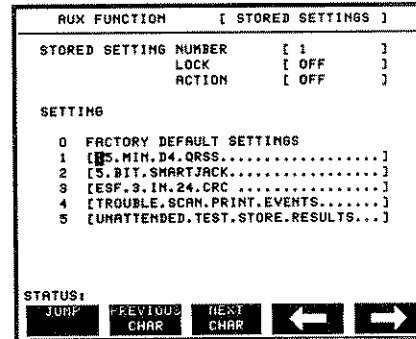 AUX FUNCTION [ STORED SETTINGS ]
STORED SETTING NUMBER [ 1 ]
LOCK [ OFF ]
ACTION [ OFF ]
SETTING
0 FACTORY DEFAULT SETTINGS
1 [15.MIN.D4.QRSS..................]
2 [5.BIT.SMARTJACK.................]
3 [ESF.3.IN.24.CRC ................]
4 [TROUBLE.SCAN.PRINT.EVENTS.......]
5 [UNATTENDED.TEST.STORE.RESULTS...]
STATUS:
JUMP PREVIOUS CHAR NEXT CHAR